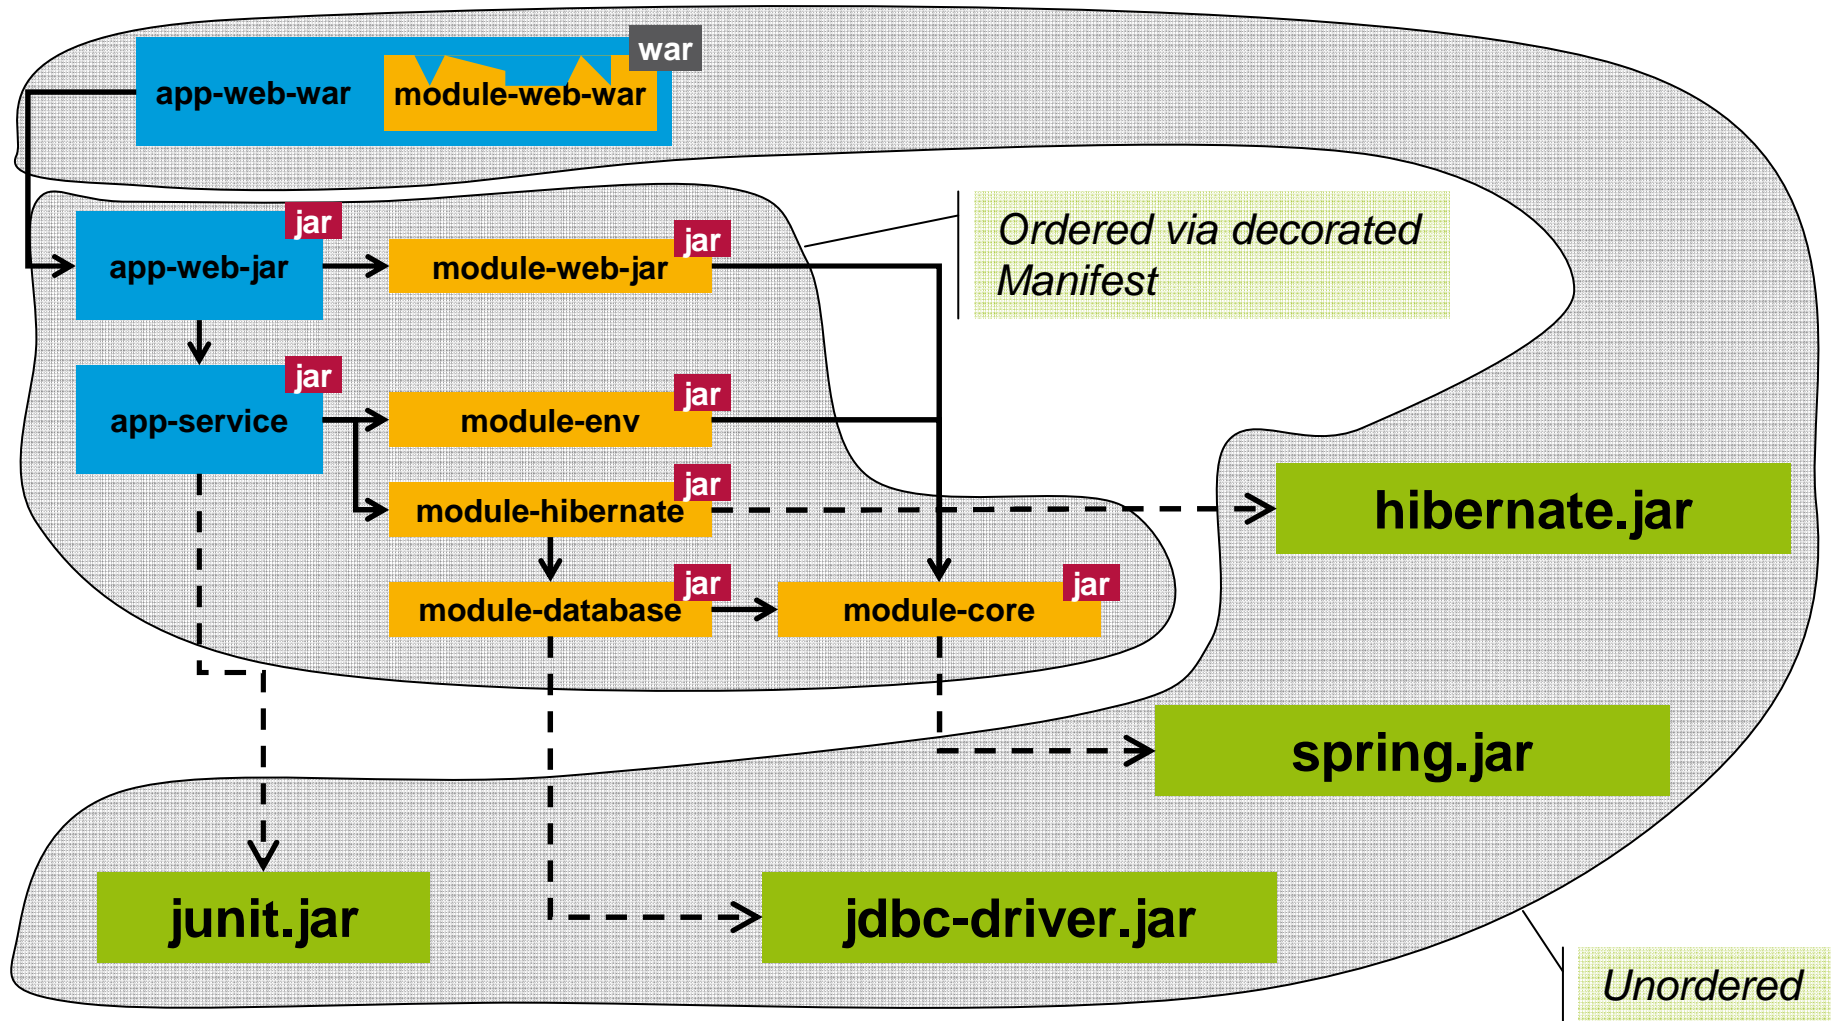 war
app-web-war
module-web-war
jar
app-web-jar
jar
module-web-jar
Ordered via decorated
Manifest
jar
app-service
jar
module-env
jar
module-hibernate
hibernate.jar
jar
module-database
jar
module-core
spring.jar
junit.jar
jdbc-driver.jar
Unordered